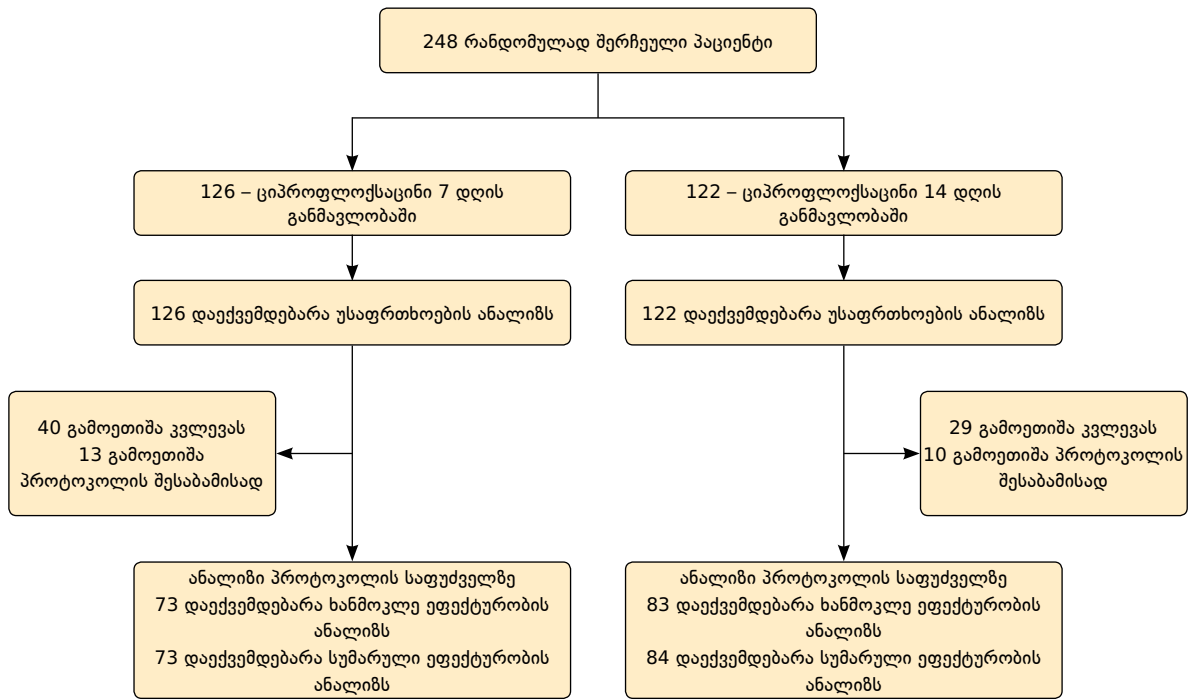 248 რანდომულად შერჩეული პაციენტი
126 – ციპროფლოქსაცინი 7 დღის
განმავლობაში
122 – ციპროფლოქსაცინი 14 დღის
განმავლობაში
126 დაექვემდებარა უსაფრთხოების ანალიზს
122 დაექვემდებარა უსაფრთხოების ანალიზს
40 გამოეთიშა კვლევას
13 გამოეთიშა
პროტოკოლის შესაბამისად
29 გამოეთიშა კვლევას
10 გამოეთიშა პროტოკოლის
შესაბამისად
ანალიზი პროტოკოლის საფუძველზე
73 დაექვემდებარა ხანმოკლე ეფექტურობის
ანალიზს
73 დაექვემდებარა სუმარული ეფექტურობის
ანალიზს
ანალიზი პროტოკოლის საფუძველზე
83 დაექვემდებარა ხანმოკლე ეფექტურობის
ანალიზს
84 დაექვემდებარა სუმარული ეფექტურობის
ანალიზს